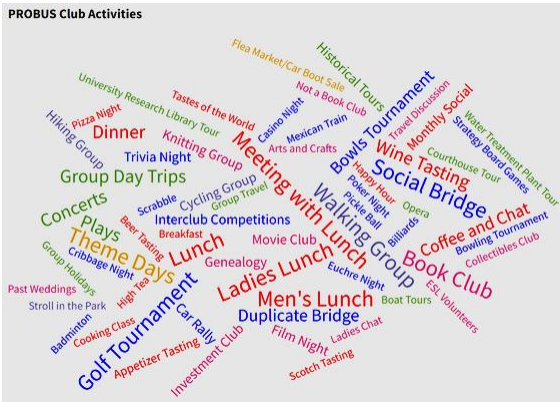 PROBUS Club Activities
Flea Market/Car Boot Sale
Historical Tours
University Research Library Tour
Tastes of the World
Not a Book Club
Casino Night
Mexican Train
Bowls Tournament
Travel Discussion
Monthly Social
Water Treatment Plant Tour
Strategy Board Games
Pizza Night
Hiking Group
Dinner
Trivia Night
Knitting Group
Arts and Crafts
Meeting with Lunch
Wine Tasting
Courthouse Tour
Happy Hour
Social Bridge
Group Day Trips
Cycling Group
Group Travel
Poker Night
Pickle Ball
Walking Group
Opera
Billiards
Concerts
Scrabble
Interclub Competitions
Plays
Beer Tasting
Breakfast
Coffee and Chat
Bowling Tournament
Collectibles Club
Theme Days
Lunch
Movie Club
Group Holidays
Cribbage Night
Genealogy
Ladies Lunch
Euchre Night
Book Club
ESL Volunteers
Past Weddings
High Tea
Men's Lunch
Boat Tours
Stroll in the Park
Golf Tournament
Car Rally
Duplicate Bridge
Badminton
Cooking Class
Appetizer Tasting
Investment Club
Film Night
Ladies Chat
Scotch Tasting